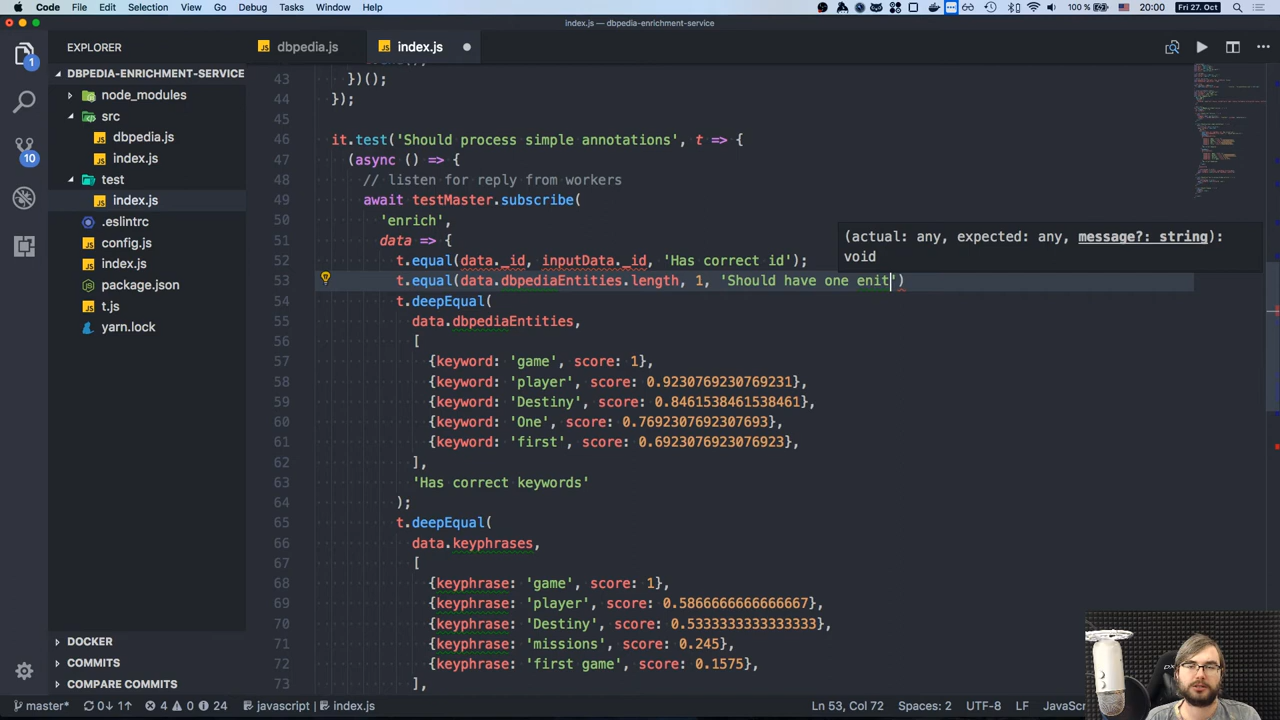 Code File Edit Selection View Go Debug Tasks Window Help 100 % 20:00 Fri 27. Oct
index.js — dbpedia-enrichment-service
EXPLORER
dbpedia.js
index.js
DBPEDIA-ENRICHMENT-SERVICE
node_modules
src
dbpedia.js
index.js
test
index.js
.eslintrc
config.js
index.js
package.json
t.js
yarn.lock
DOCKER
COMMITS
COMPARE COMMITS
1
10
43 })();
44 });
45
46 it.test('Should process simple annotations', t => {
47 (async () => {
48 // listen for reply from workers
49 await testMaster.subscribe(
50 'enrich',
51 data => {
52 t.equal(data._id, inputData._id, 'Has correct id');
53 t.equal(data.dbpediaEntities.length, 1, 'Should have one enit')
54 t.deepEqual(
55 data.dbpediaEntities,
56 [
57 {keyword: 'game', score: 1},
58 {keyword: 'player', score: 0.9230769230769231},
59 {keyword: 'Destiny', score: 0.8461538461538461},
60 {keyword: 'One', score: 0.7692307692307693},
61 {keyword: 'first', score: 0.6923076923076923},
62 ],
63 'Has correct keywords'
64 );
65 t.deepEqual(
66 data.keyphrases,
67 [
68 {keyphrase: 'game', score: 1},
69 {keyphrase: 'player', score: 0.5866666666666667},
70 {keyphrase: 'Destiny', score: 0.5333333333333333},
71 {keyphrase: 'missions', score: 0.245},
72 {keyphrase: 'first game', score: 0.1575},
73 ],
(actual: any, expected: any, message?: string):
void
master* 0↓ 1↑ 4 0 24 javascript index.js Ln 53, Col 72 Spaces: 2 UTF-8 LF